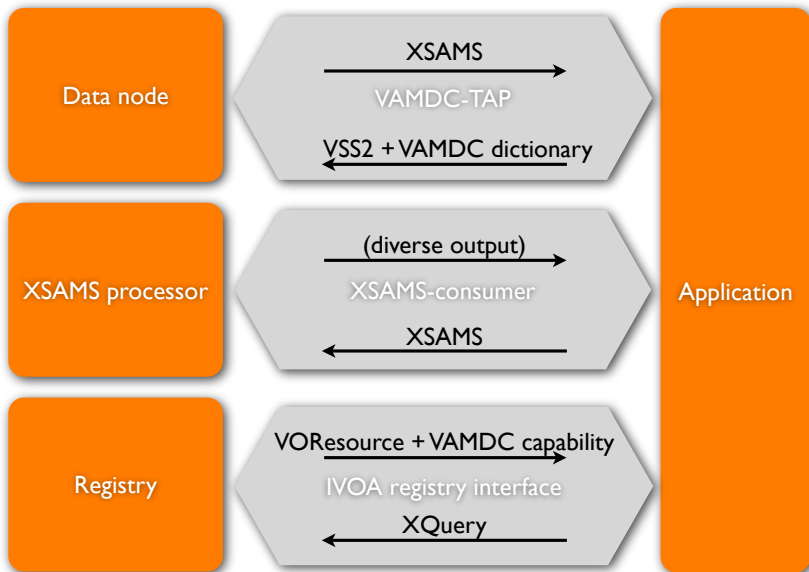 XSAMS
Data node
VAMDC-TAP
VSS2 + VAMDC dictionary
(diverse output)
XSAMS processor
XSAMS-consumer
Application
XSAMS
VOResource + VAMDC capability
Registry
IVOA registry interface
XQuery